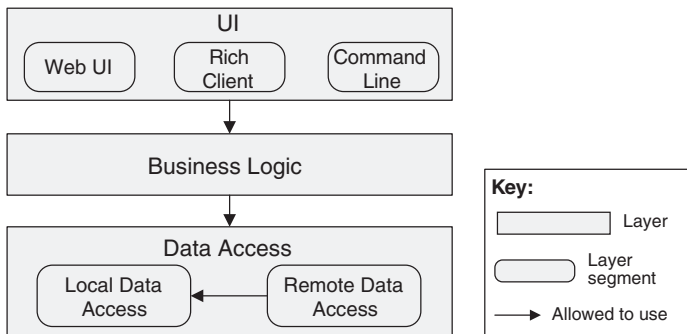 UI
Web UI
Rich
Client
Command
Line
Business Logic
Data Access
Local Data
Access
Remote Data
Access
Key:
Layer
Layer
segment
Allowed to use